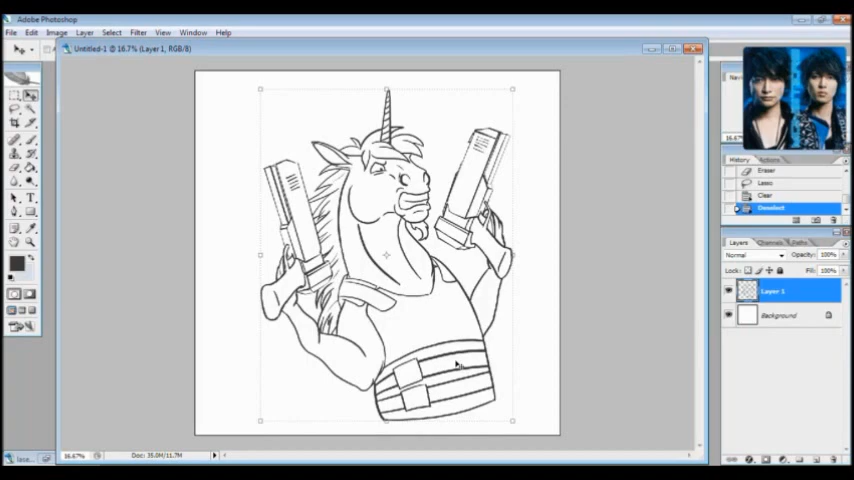 Adobe Photoshop
File Edit Image Layer Select Filter View Window Help
Untitled-1 @ 16.7% (Layer 1, RGB/8)
History Actions
Eraser
Lasso
Clear
Deselect
Layers Channels Paths
Normal Opacity: 100%
Lock: Fill: 100%
Layer 1
Background
16.67% Doc: 35.0M/11.7M